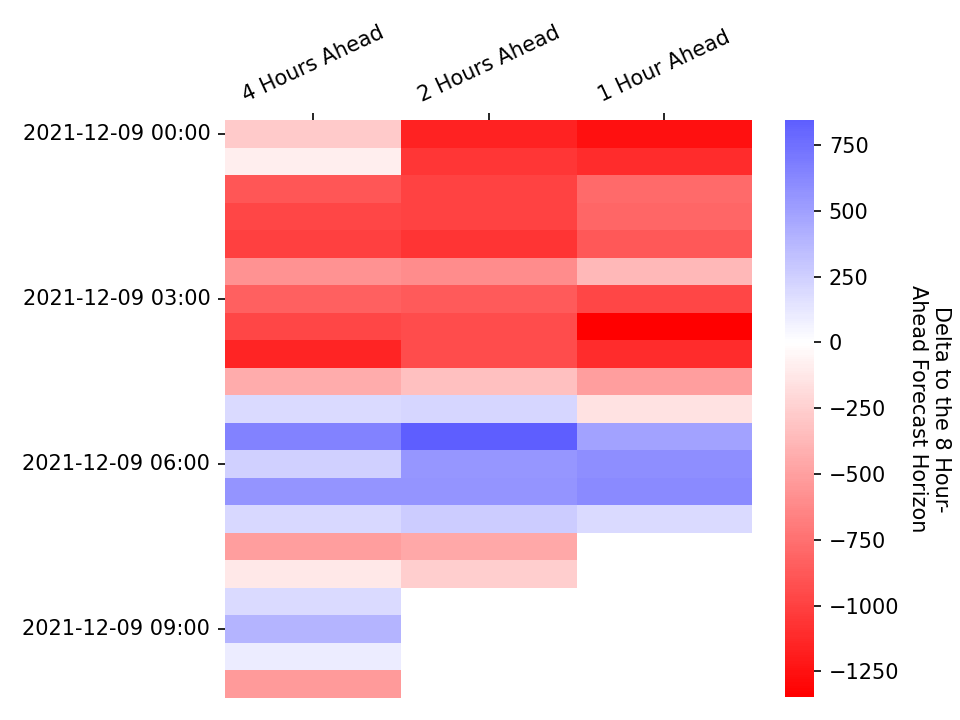 4 Hours Ahead
2 Hours Ahead
1 Hour Ahead
2021-12-09 00:00
2021-12-09 03:00
2021-12-09 06:00
2021-12-09 09:00
750
500
250
0
−250
−500
−750
−1000
−1250
Delta to the 8 Hour-
Ahead Forecast Horizon